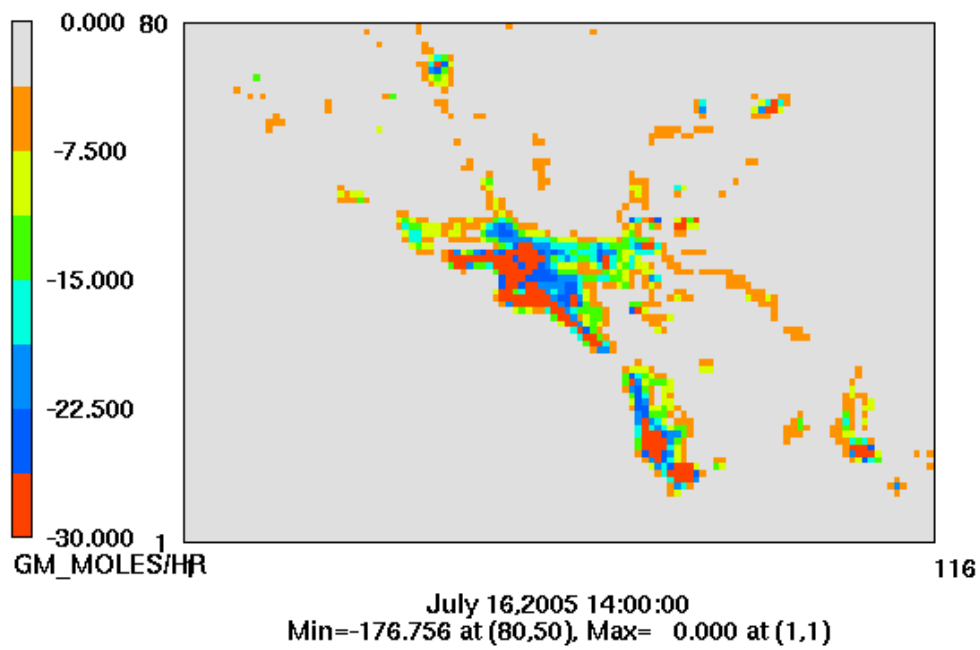 0.000 80
-7.500
-15.000
-22.500
-30.000 1
GM_MOLES/HR 1 116
July 16,2005 14:00:00
Min=-176.756 at (80,50), Max= 0.000 at (1,1)